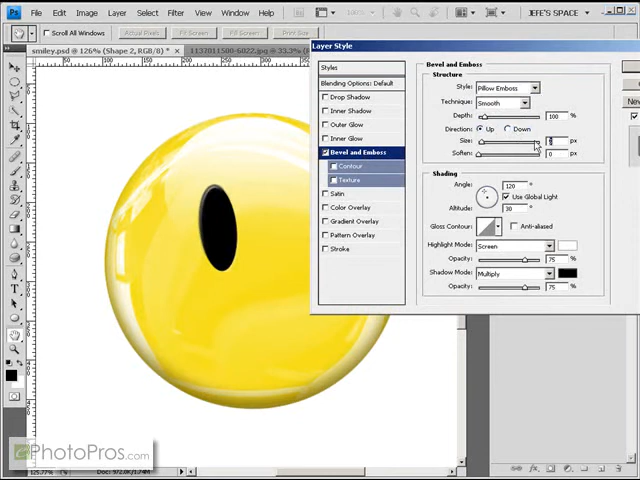 Ps
File Edit Image Layer Select Filter View Window Help
JEFE'S SPACE
Scroll All Windows Actual Pixels Fit Screen Fill Screen Print Size
smiley.psd @ 126% (Shape 2, RGB/8) *
Layer Style
Styles
Blending Options: Default
Drop Shadow
Inner Shadow
Outer Glow
Inner Glow
Bevel and Emboss
Contour
Texture
Satin
Color Overlay
Gradient Overlay
Pattern Overlay
Stroke
Bevel and Emboss
Structure
Style: Pillow Emboss
Technique: Smooth
Depth: 100 %
Direction: Up Down
Size: px
Soften: 0 px
Shading
Angle: 120 °
Use Global Light
Altitude: 30 °
Gloss Contour: Anti-aliased
Highlight Mode: Screen
Opacity: 75 %
Shadow Mode: Multiply
Opacity: 75 %
ePhotoPros.com